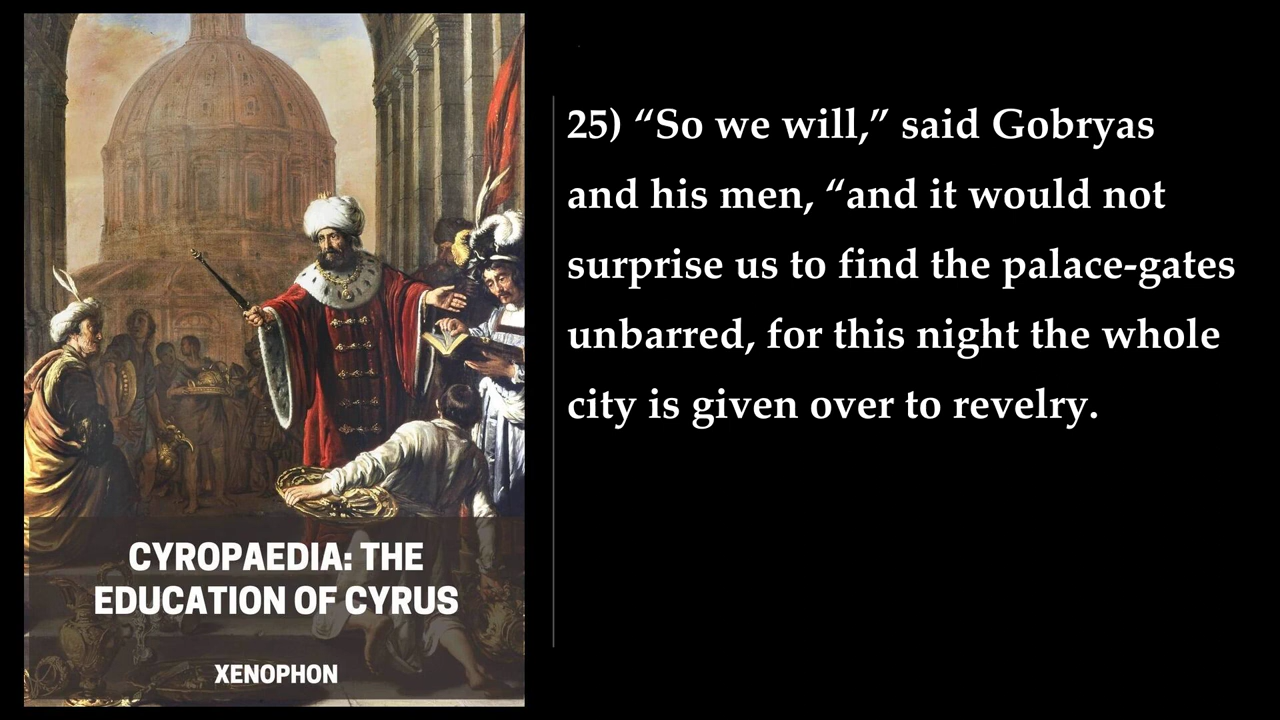 25) “So we will,” said Gobryas
and his men, “and it would not
surprise us to find the palace-gates
unbarred, for this night the whole
city is given over to revelry.
CYROPAEDIA: THE
EDUCATION OF CYRUS
XENOPHON